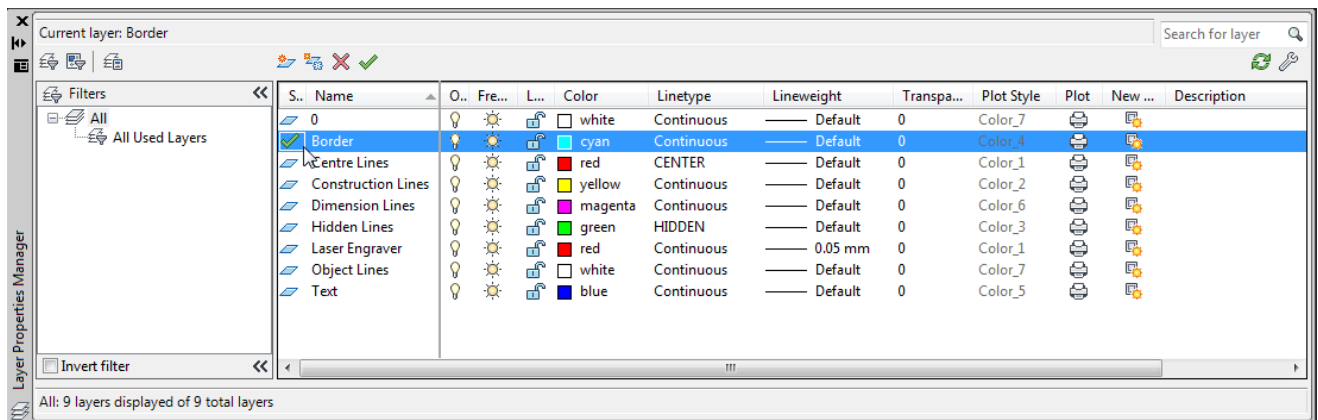 Current layer: Border
Search for layer
Filters
All
All Used Layers
Invert filter
S.. Name O.. Fre... L... Color Linetype Lineweight Transpa... Plot Style Plot New ... Description
0 white Continuous Default 0 Color_7
Border cyan Continuous Default 0 Color_4
Centre Lines red CENTER Default 0 Color_1
Construction Lines yellow Continuous Default 0 Color_2
Dimension Lines magenta Continuous Default 0 Color_6
Hidden Lines green HIDDEN Default 0 Color_3
Laser Engraver red Continuous 0.05 mm 0 Color_1
Object Lines white Continuous Default 0 Color_7
Text blue Continuous Default 0 Color_5
All: 9 layers displayed of 9 total layers
Layer Properties Manager